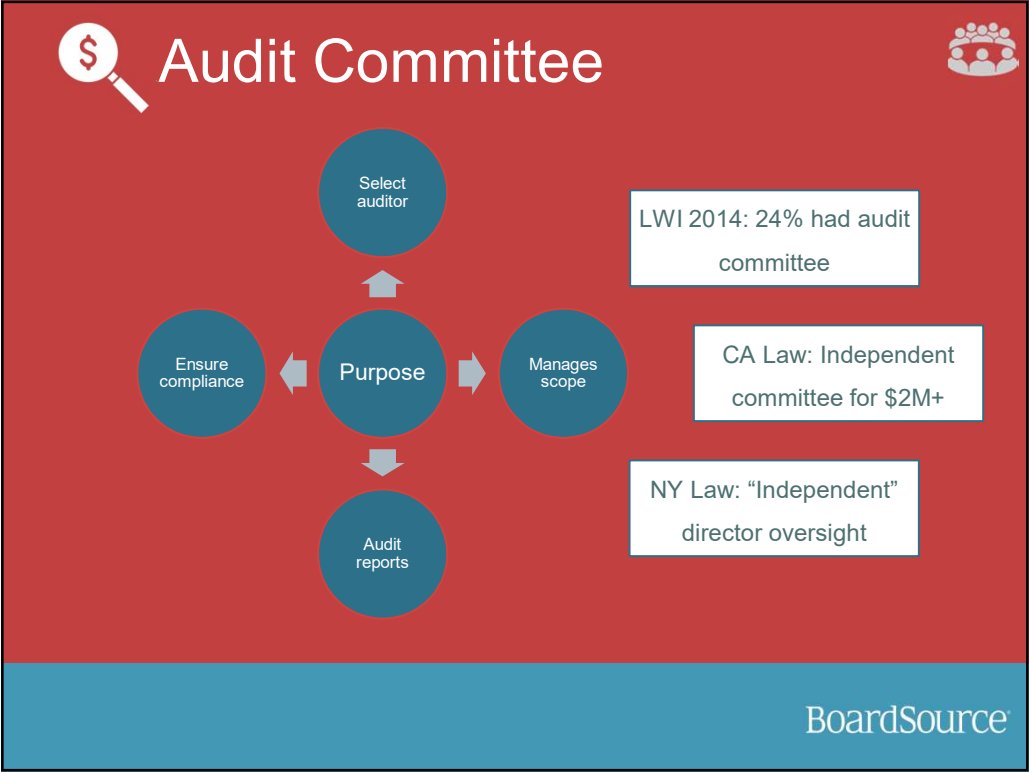 $
Audit Committee
Select
auditor
Ensure
compliance
Purpose
Manages
scope
Audit
reports
LWI 2014: 24% had audit
committee
CA Law: Independent
committee for $2M+
NY Law: “Independent”
director oversight
BoardSource